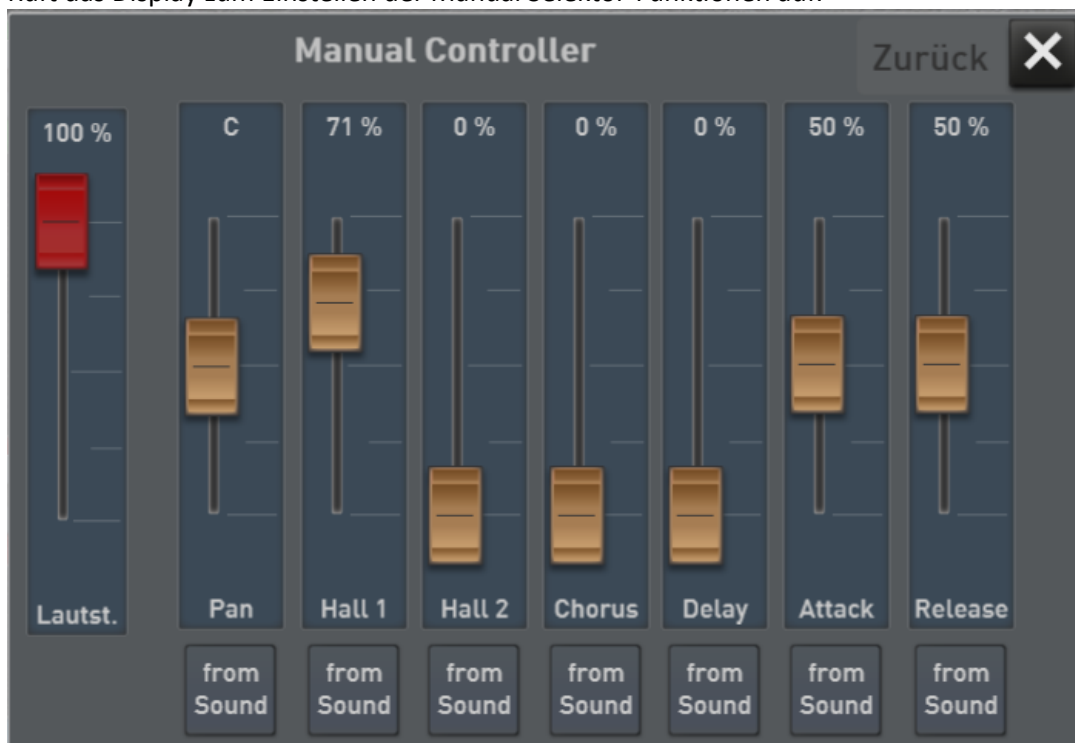 Manual Controller
Zurück
100 %
C
71 %
0 %
0 %
0 %
50 %
50 %
Lautst.
Pan
Hall 1
Hall 2
Chorus
Delay
Attack
Release
from
Sound
from
Sound
from
Sound
from
Sound
from
Sound
from
Sound
from
Sound